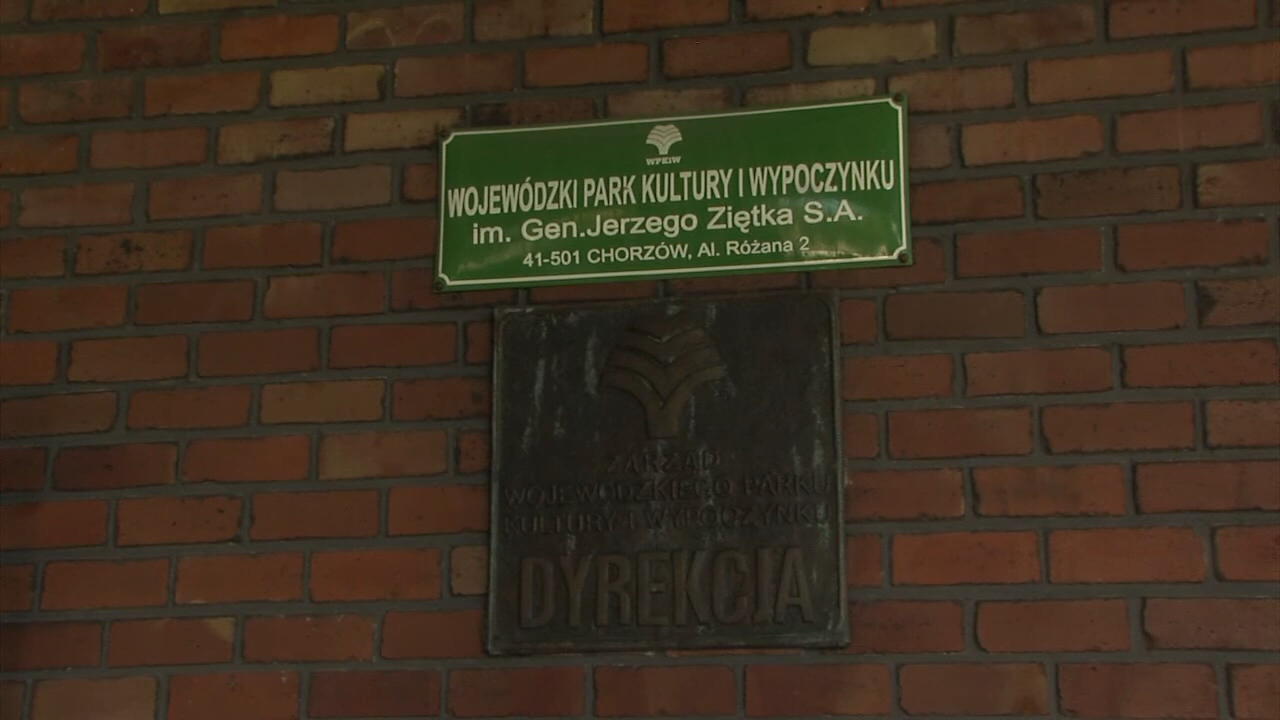 WPKiW
WOJEWÓDZKI PARK KULTURY I WYPOCZYNKU
im. Gen.Jerzego Ziętka S.A.
41-501 CHORZÓW, Al. Różana 2
ZARZĄD
WOJEWÓDZKIEGO PARKU
KULTURY I WYPOCZYNKU
DYREKCJA